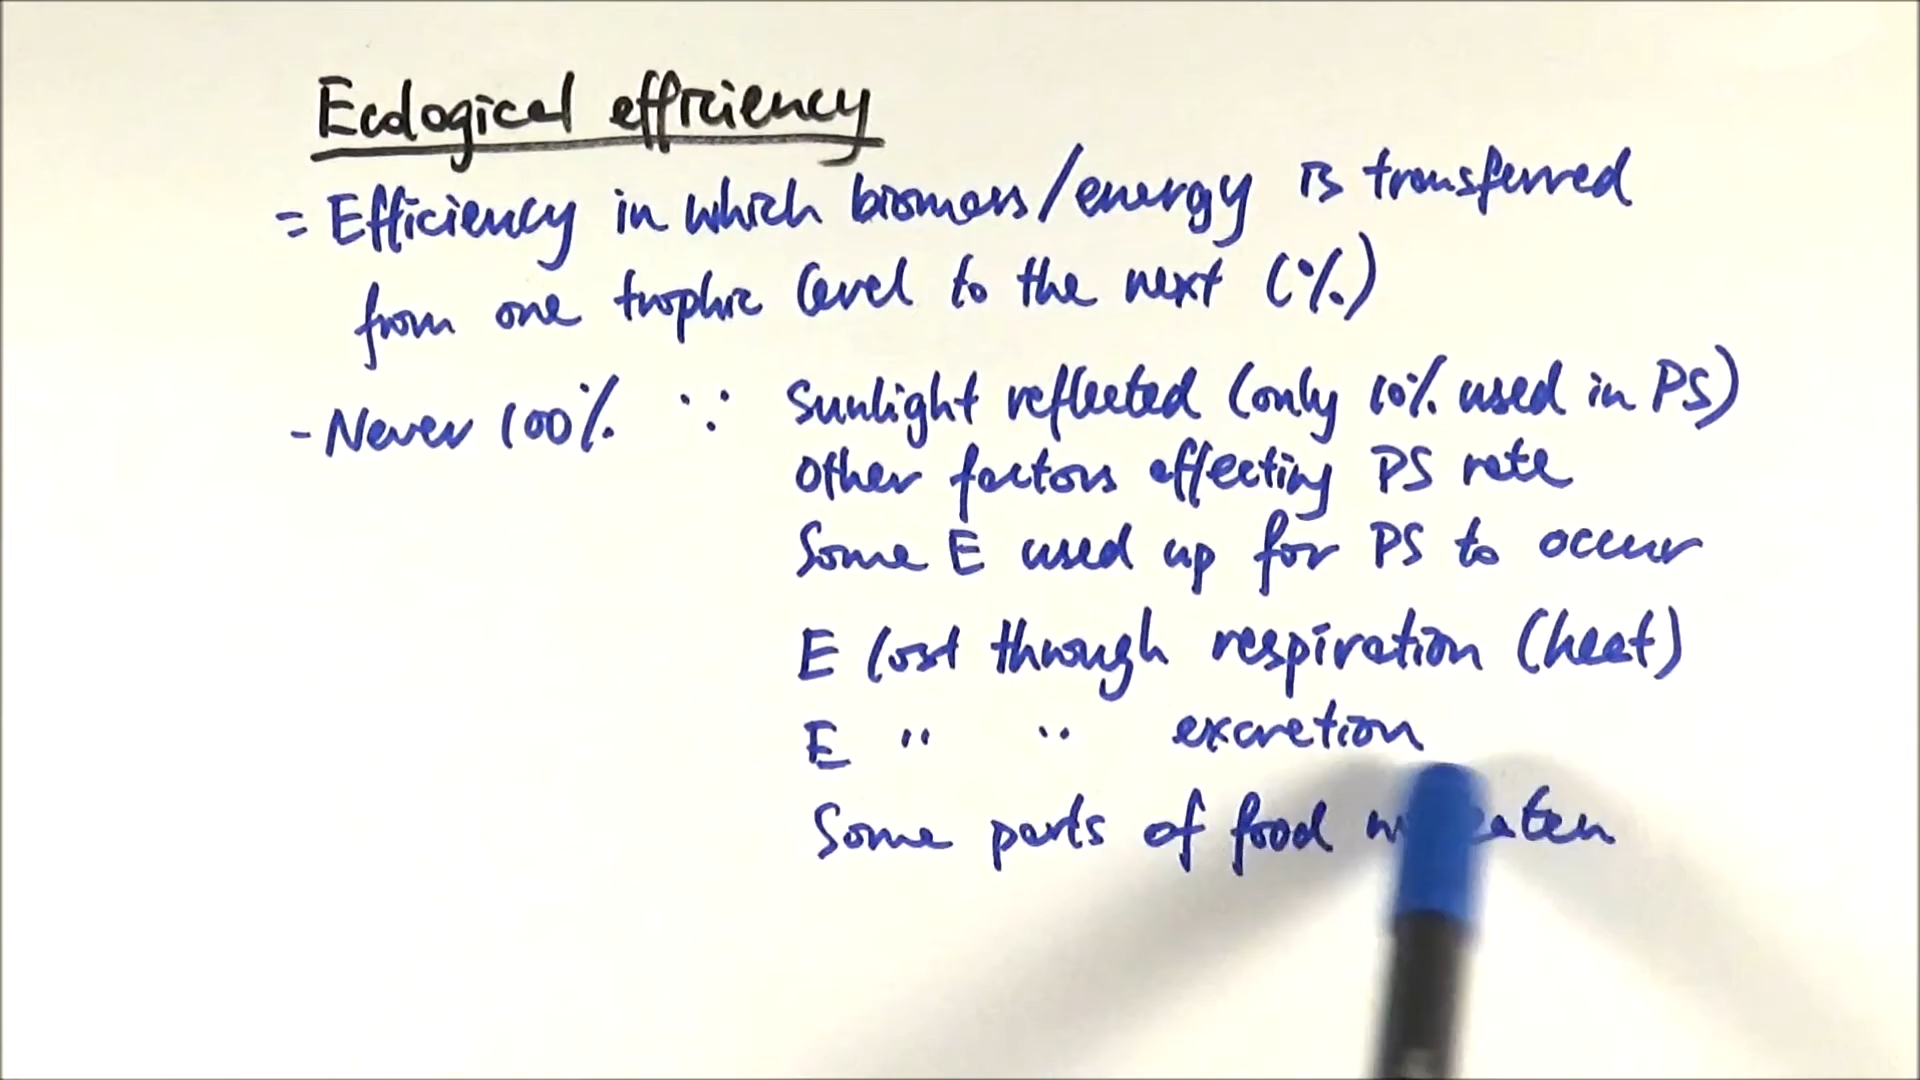 Ecological efficiency
= Efficiency in which biomass/energy is transferred
from one trophic level to the next (%)
- Never 100% ∵ Sunlight reflected (only 10% used in PS)
Other factors affecting PS rate
Some E used up for PS to occur
E lost through respiration (heat)
E " " excretion
Some parts of food eaten